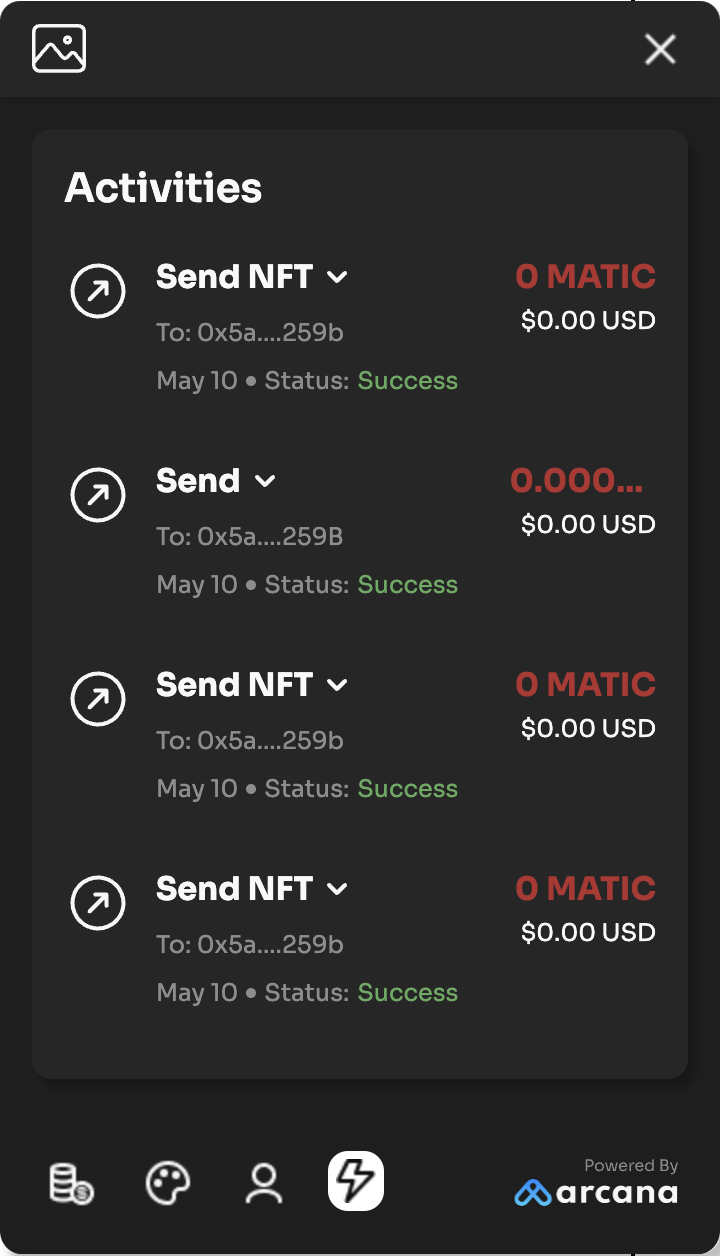 Activities
Send NFT
0 MATIC
To: 0x5a....259b
$0.00 USD
May 10 • Status: Success
Send
0.000...
To: 0x5a....259B
$0.00 USD
May 10 • Status: Success
Send NFT
0 MATIC
To: 0x5a....259b
$0.00 USD
May 10 • Status: Success
Send NFT
0 MATIC
To: 0x5a....259b
$0.00 USD
May 10 • Status: Success
Powered By
arcana